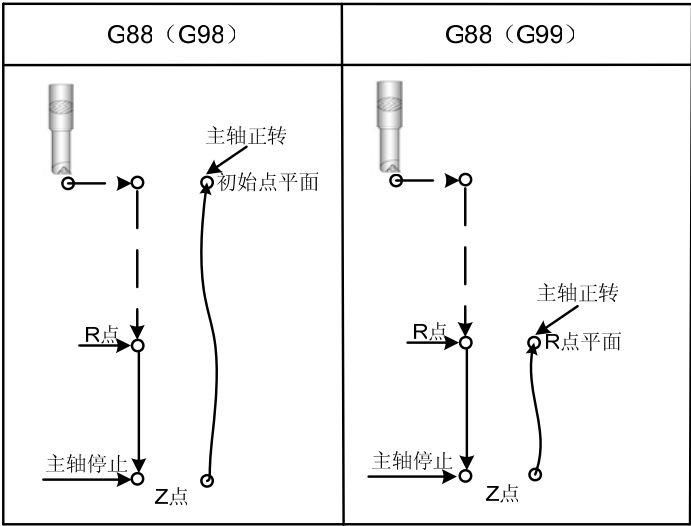 G88（G98）
G88（G99）
主轴正转
初始点平面
R点
主轴停止
Z点
主轴正转
R点
R点平面
主轴停止
Z点